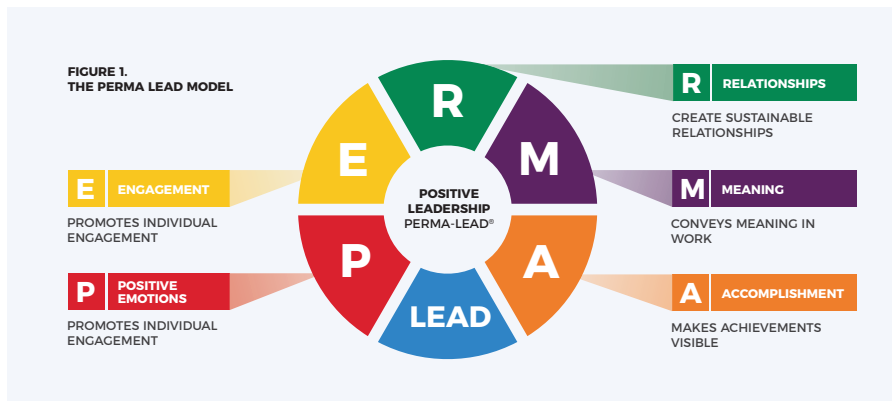 FIGURE 1.
THE PERMA LEAD MODEL
E
ENGAGEMENT
PROMOTES INDIVIDUAL
ENGAGEMENT
P
POSITIVE
EMOTIONS
PROMOTES INDIVIDUAL
ENGAGEMENT
R
E
M
P
A
LEAD
POSITIVE
LEADERSHIP
PERMA-LEAD®
R
RELATIONSHIPS
CREATE SUSTAINABLE
RELATIONSHIPS
M
MEANING
CONVEYS MEANING IN
WORK
A
ACCOMPLISHMENT
MAKES ACHIEVEMENTS
VISIBLE